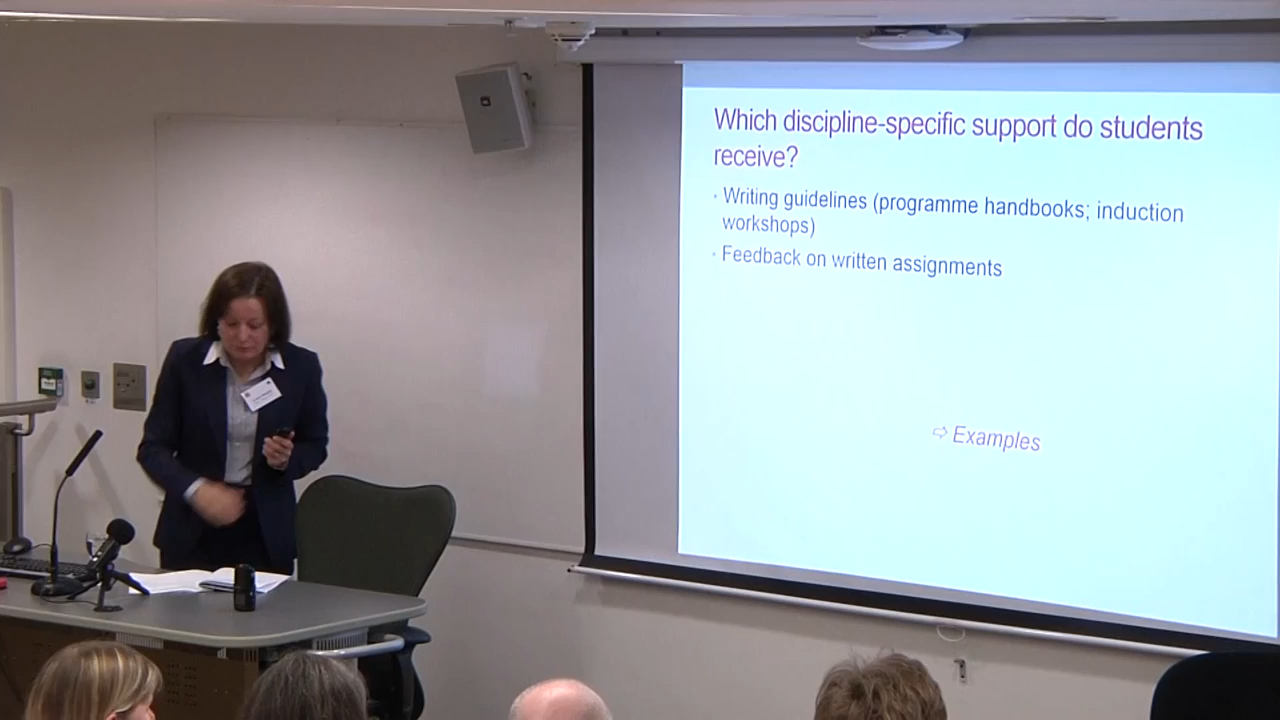 Which discipline-specific support do students
receive?
· Writing guidelines (programme handbooks; induction
workshops)
· Feedback on written assignments
⇨ Examples